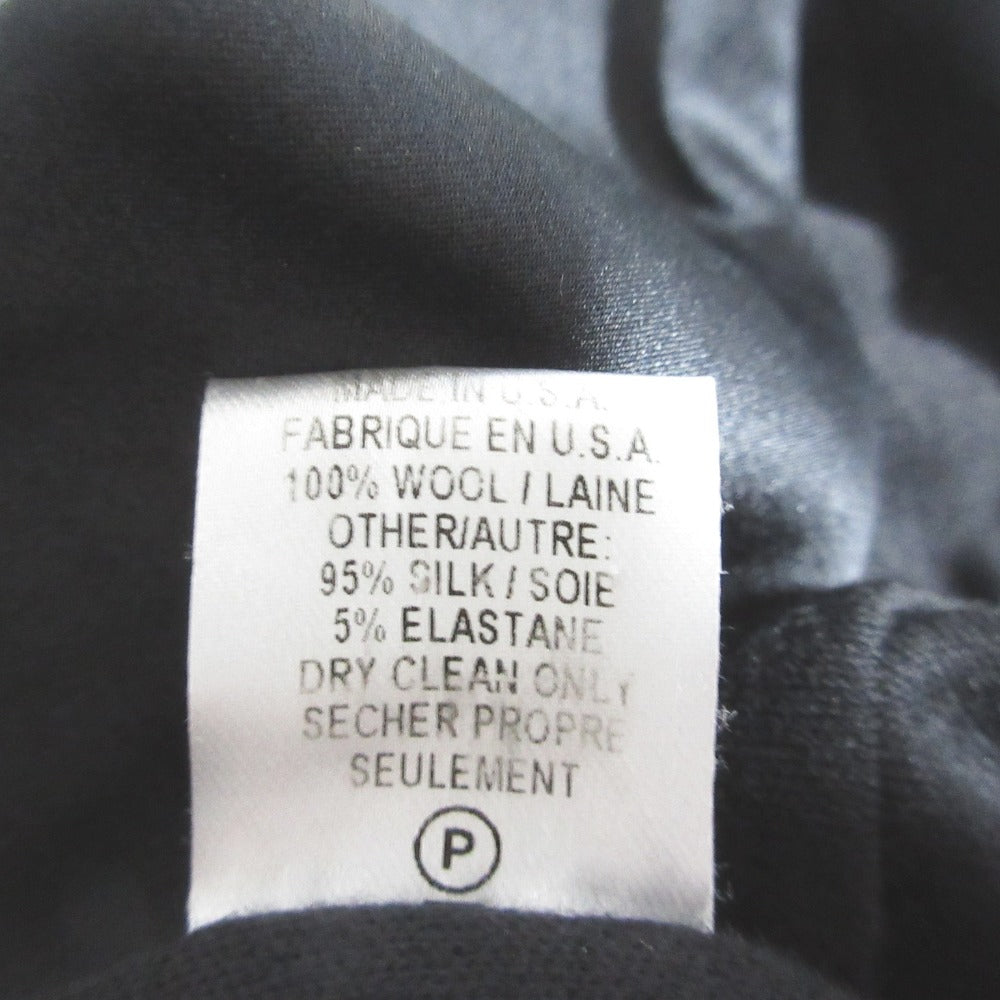 MADE IN U.S.A.
FABRIQUE EN U.S.A.
100% WOOL / LAINE
OTHER/AUTRE:
95% SILK / SOIE
5% ELASTANE
DRY CLEAN ONLY
SECHER PROPRE
SEULEMENT
P